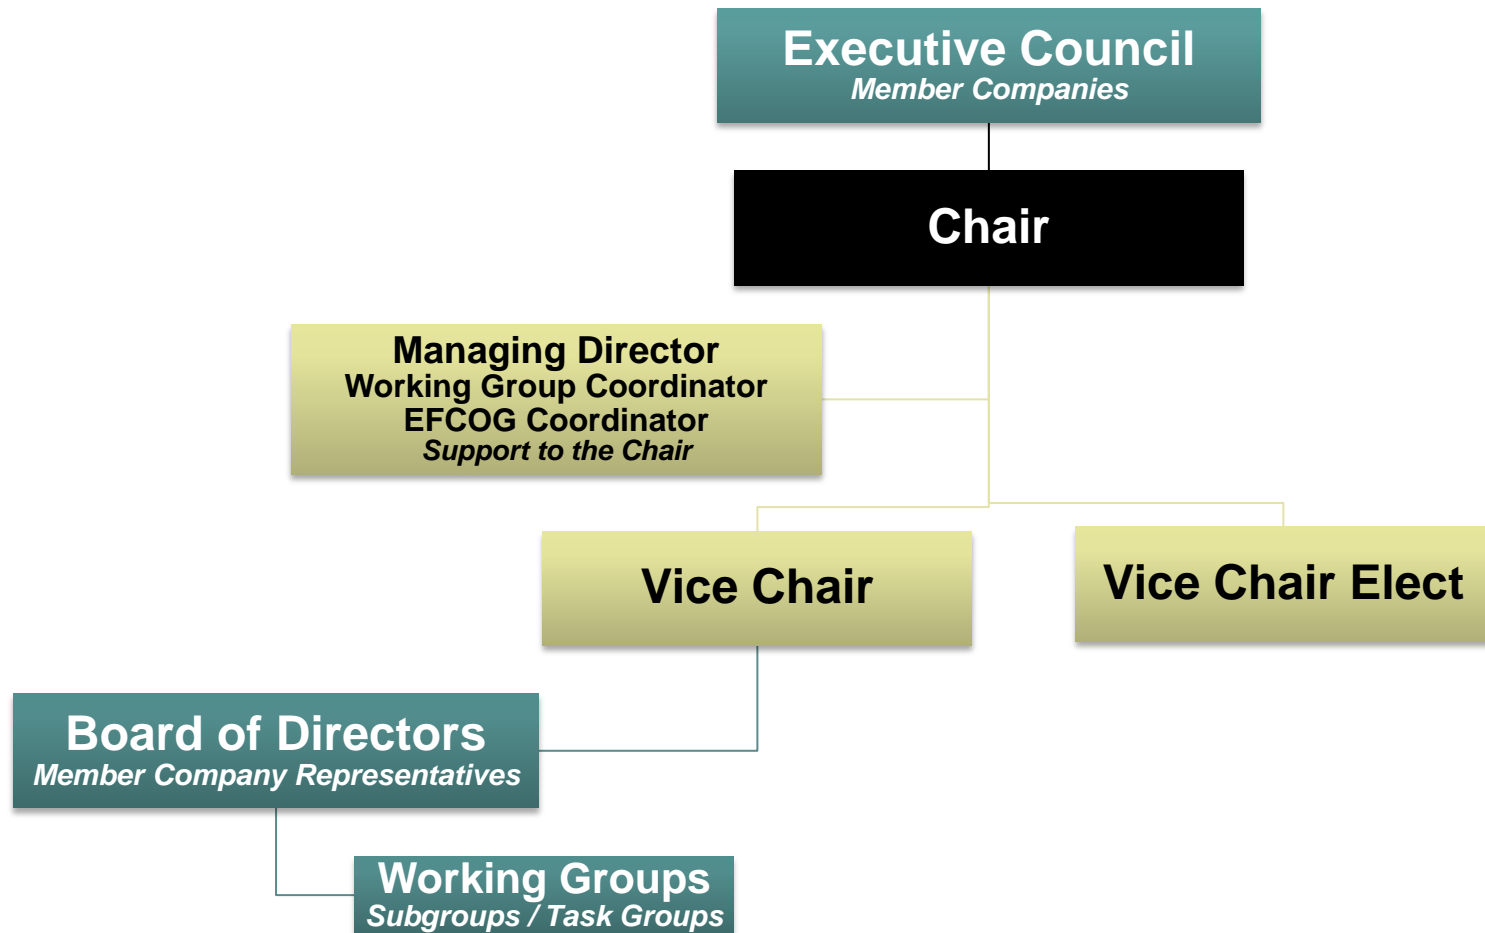 Executive Council
Member Companies
Chair
Managing Director
Working Group Coordinator
EFCOG Coordinator
Support to the Chair
Vice Chair
Vice Chair Elect
Board of Directors
Member Company Representatives
Working Groups
Subgroups / Task Groups